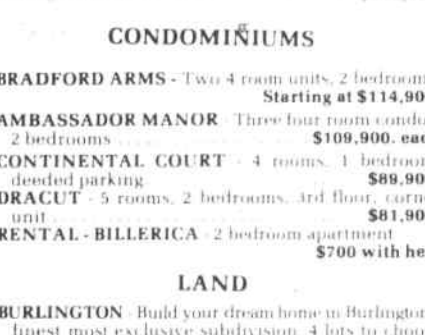 CONDOMINIUMS
BRADFORD ARMS - Two 4 room units, 2 bedroom
Starting at $114,90
AMBASSADOR MANOR - Three four room condo
2 bedrooms ..... $109,900. eac
CONTINENTAL COURT - 4 rooms, 1 bedroom
deeded parking $89,90
DRACUT - 5 rooms, 2 bedrooms, 3rd floor, corne
unit ..... $81,90
RENTAL - BILLERICA - 2 bedroom apartment
$700 with he
LAND
BURLINGTON - Build your dream home in Burlington
finest most exclusive subdivision. 4 lots to choo